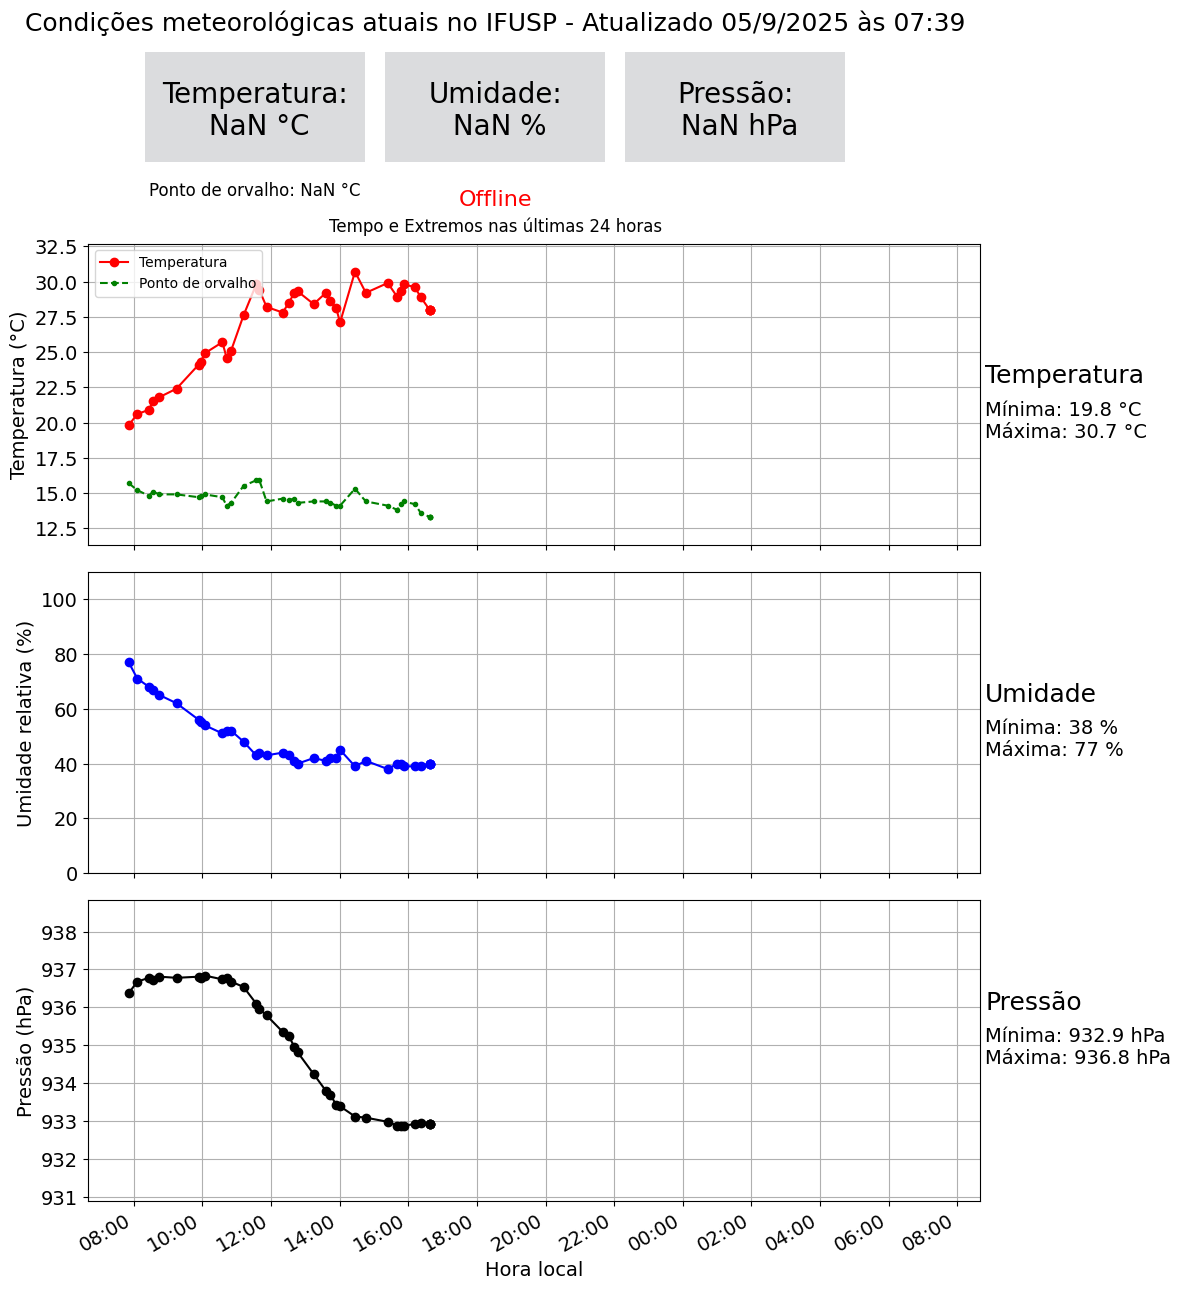 Condições meteorológicas atuais no IFUSP - Atualizado 05/9/2025 às 07:39
Temperatura:
NaN °C
Umidade:
NaN %
Pressão:
NaN hPa
Ponto de orvalho: NaN °C
Offline
Tempo e Extremos nas últimas 24 horas
Temperatura
Ponto de orvalho
Temperatura (°C)
32.5
30.0
27.5
25.0
22.5
20.0
17.5
15.0
12.5
Temperatura
Mínima: 19.8 °C
Máxima: 30.7 °C
Umidade relativa (%)
100
80
60
40
20
0
Umidade
Mínima: 38 %
Máxima: 77 %
Pressão (hPa)
938
937
936
935
934
933
932
931
Pressão
Mínima: 932.9 hPa
Máxima: 936.8 hPa
08:00 10:00 12:00 14:00 16:00 18:00 20:00 22:00 00:00 02:00 04:00 06:00 08:00
Hora local